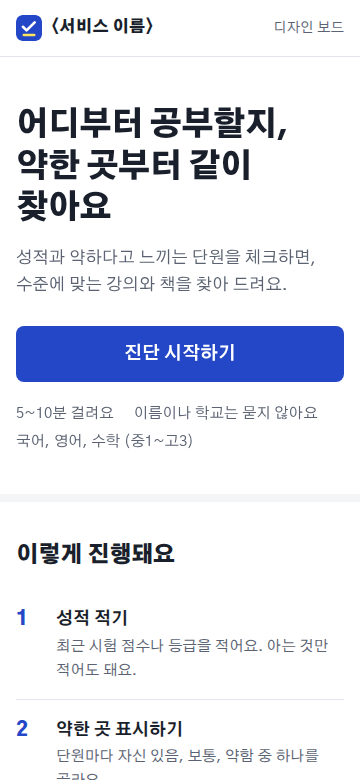 〈서비스 이름〉
디자인 보드
어디부터 공부할지,
약한 곳부터 같이
찾아요
성적과 약하다고 느끼는 단원을 체크하면,
수준에 맞는 강의와 책을 찾아 드려요.
진단 시작하기
5~10분 걸려요 이름이나 학교는 묻지 않아요
국어, 영어, 수학 (중1~고3)
이렇게 진행돼요
1 성적 적기
최근 시험 점수나 등급을 적어요. 아는 것만
적어도 돼요.
2 약한 곳 표시하기
단원마다 자신 있음, 보통, 약함 중 하나를